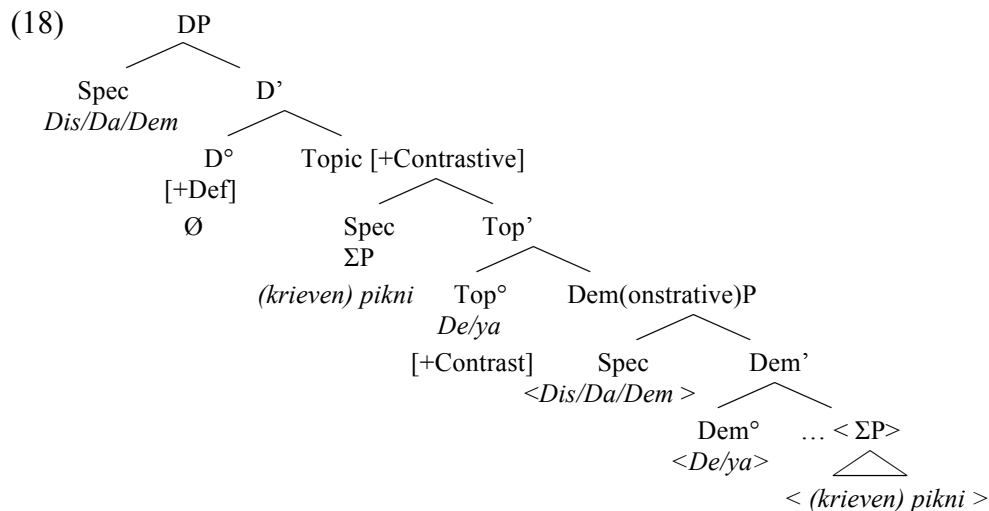 (18) DP
Spec D’
Dis/Da/Dem
D° Topic [+Contrastive]
[+Def]
Ø Spec Top’
ΣP
(krieven) pikni Top° Dem(onstrative)P
De/ya
[+Contrast] Spec Dem’
<Dis/Da/Dem >
Dem° … < ΣP>
<De/ya>
< (krieven) pikni >